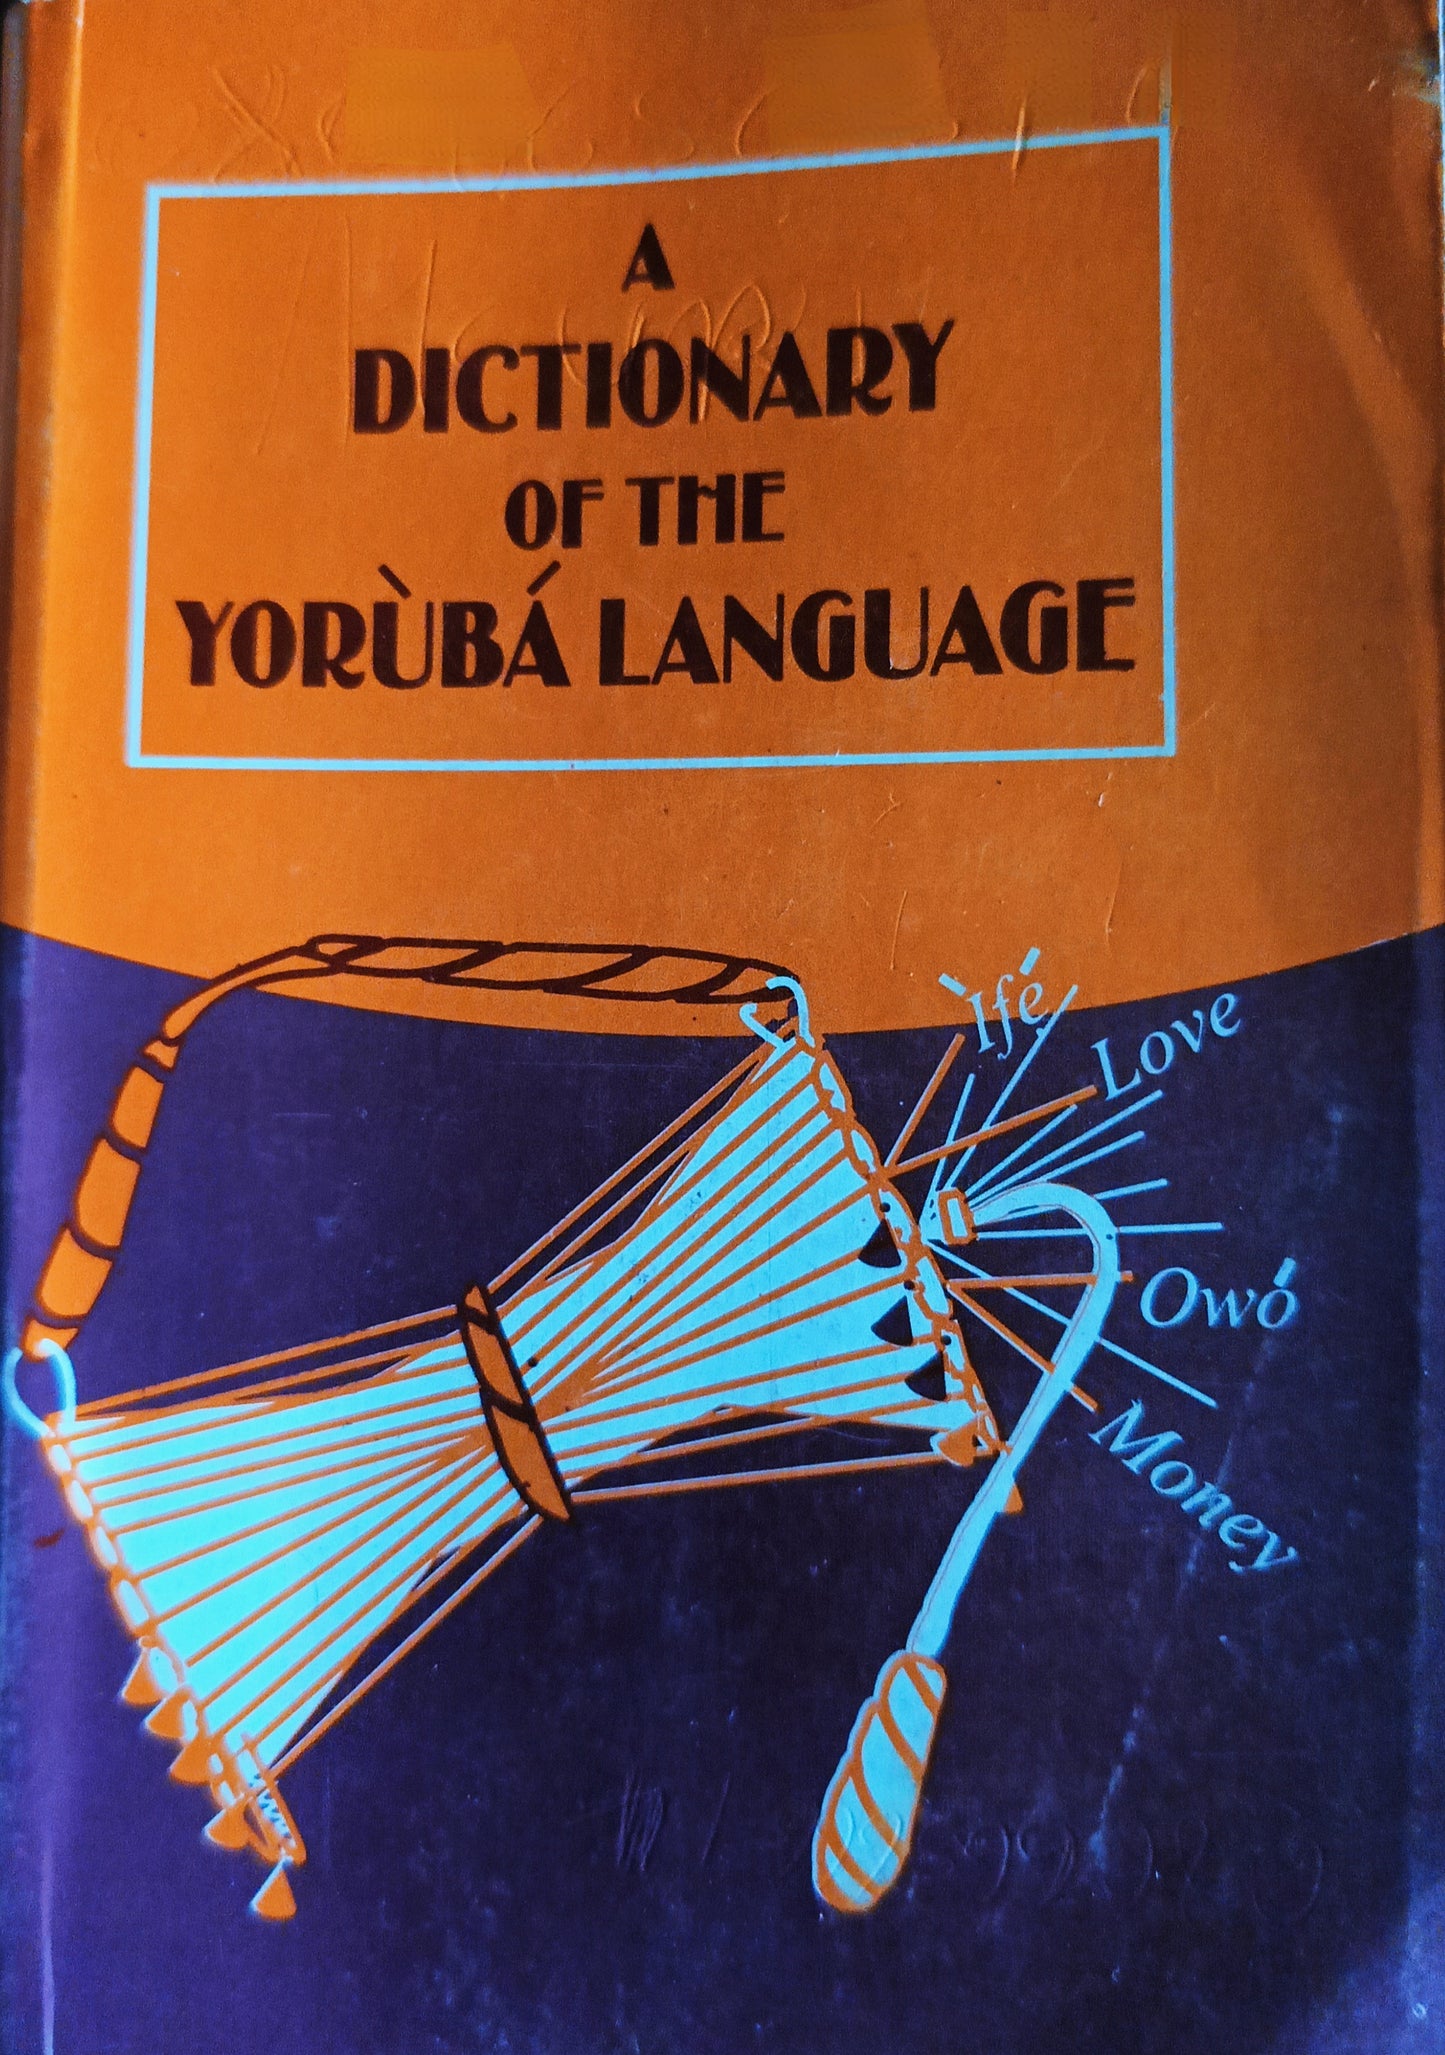 A
DICTIONARY
OF THE
YORÙBÁ LANGUAGE
Ìfé
Love
Owó
Money